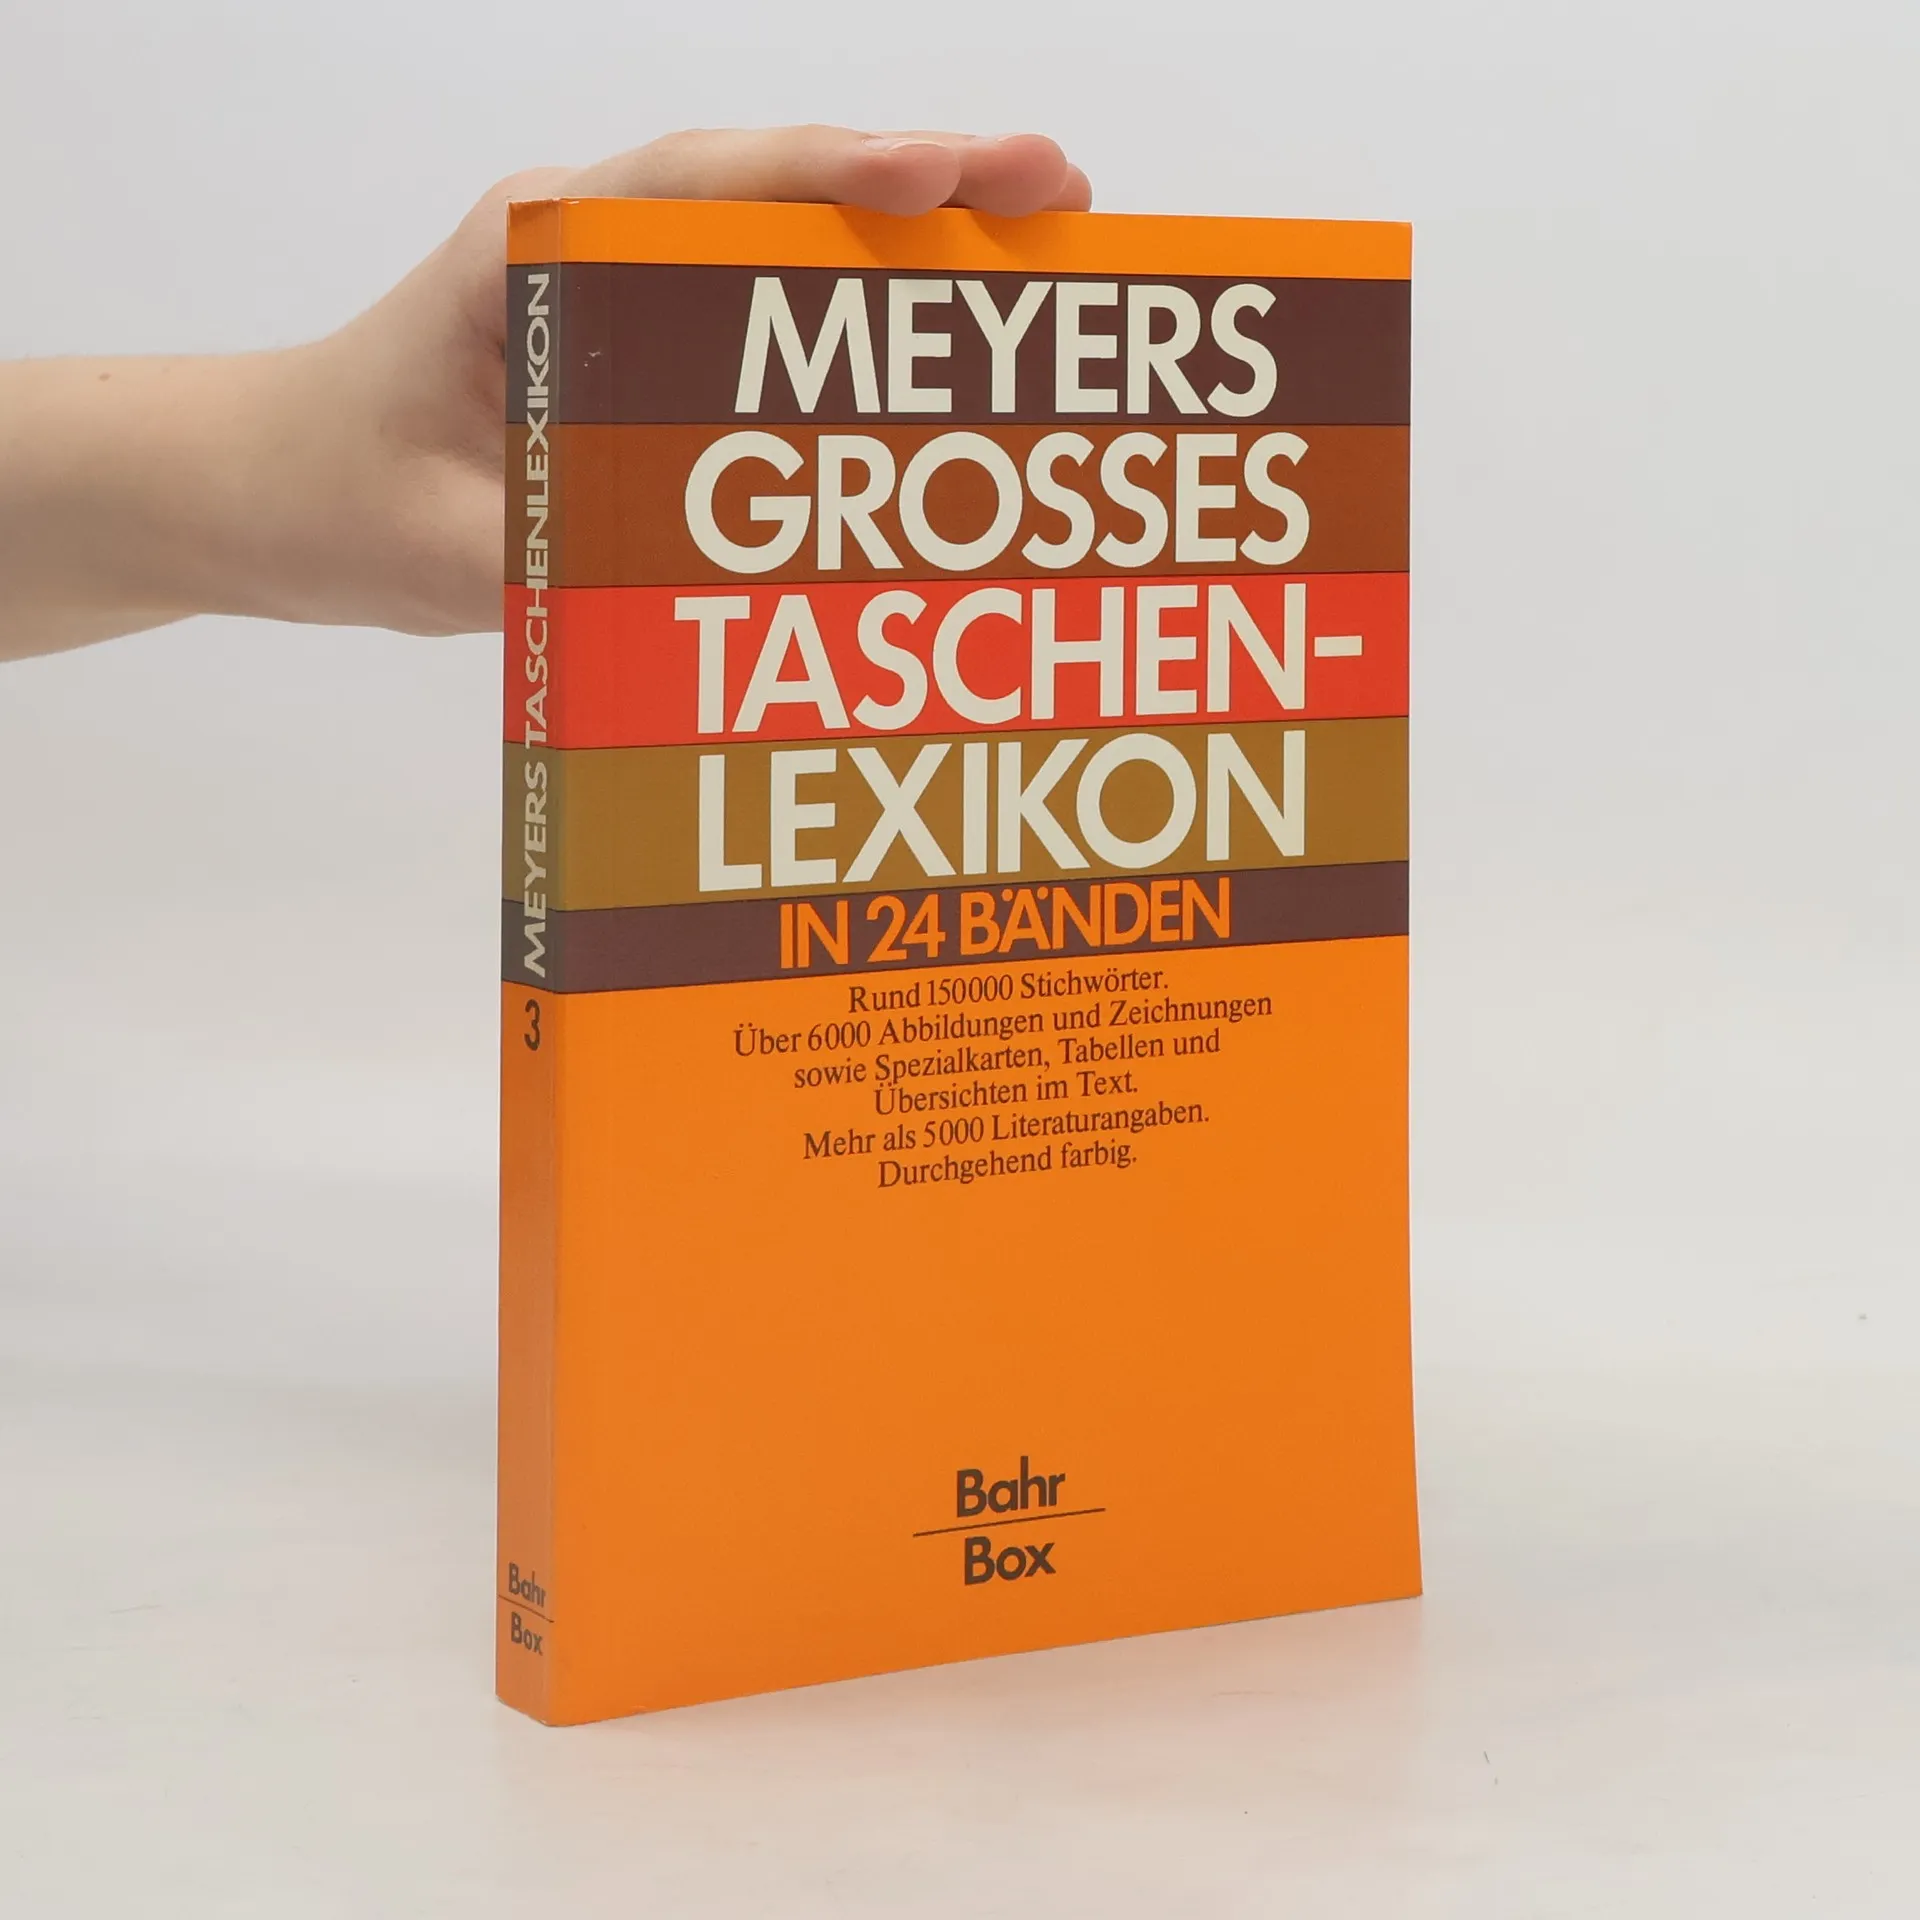 MEYERS
GROSSES
TASCHEN-
LEXIKON
IN 24 BÄNDEN
Rund 150000 Stichwörter.
Über 6000 Abbildungen und Zeichnungen
sowie Spezialkarten, Tabellen und
Übersichten im Text.
Mehr als 5000 Literaturangaben.
Durchgehend farbig.
Bahr
Box
3 MEYERS TASCHENLEXIKON
Bahr
Box